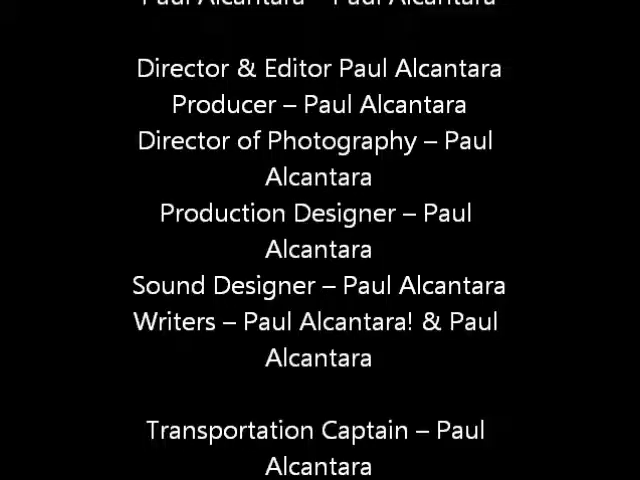 Paul Alcantara – Paul Alcantara
Director & Editor Paul Alcantara
Producer – Paul Alcantara
Director of Photography – Paul
Alcantara
Production Designer – Paul
Alcantara
Sound Designer – Paul Alcantara
Writers – Paul Alcantara! & Paul
Alcantara
Transportation Captain – Paul
Alcantara